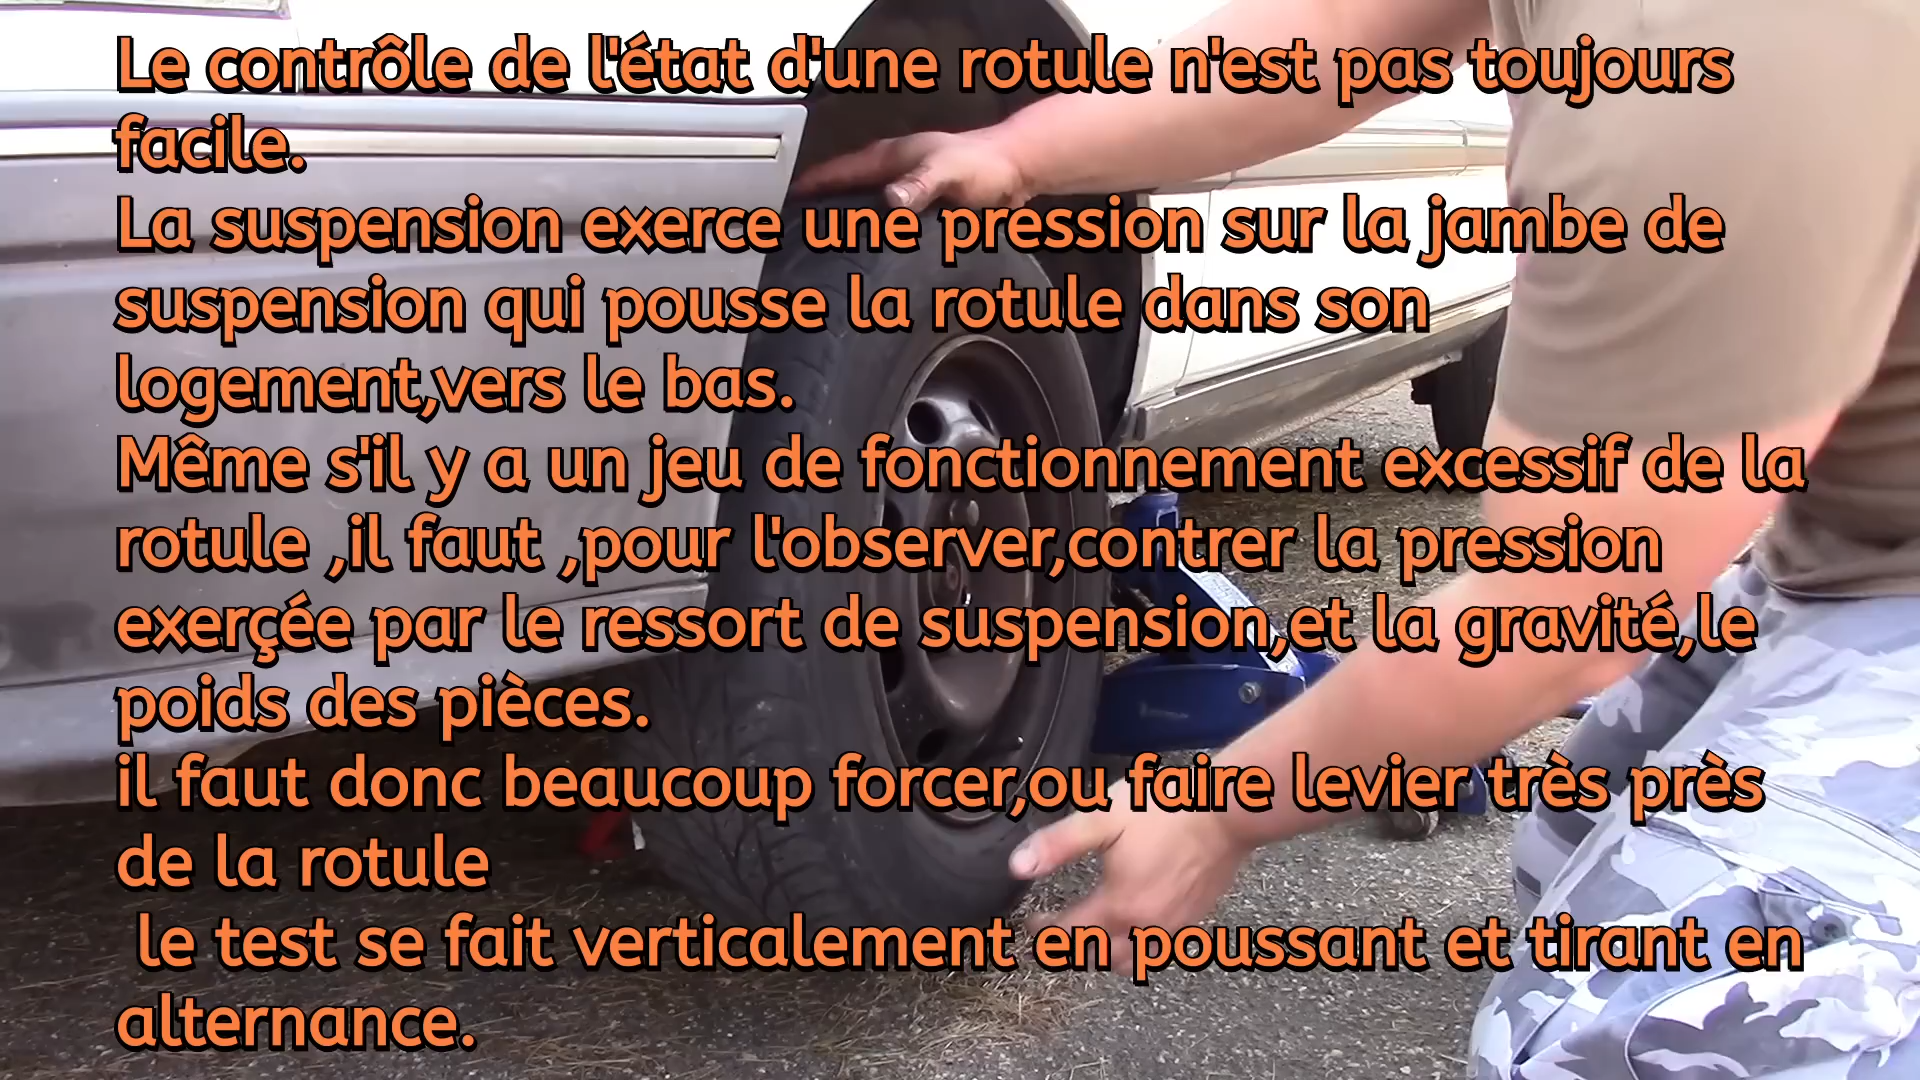 Le contrôle de l'état d'une rotule n'est pas toujours
facile.
La suspension exerce une pression sur la jambe de
suspension qui pousse la rotule dans son
logement,vers le bas.
Même s'il y a un jeu de fonctionnement excessif de la
rotule ,il faut ,pour l'observer,contrer la pression
exerçée par le ressort de suspension,et la gravité,le
poids des pièces.
il faut donc beaucoup forcer,ou faire levier très près
de la rotule
le test se fait verticalement en poussant et tirant en
alternance.